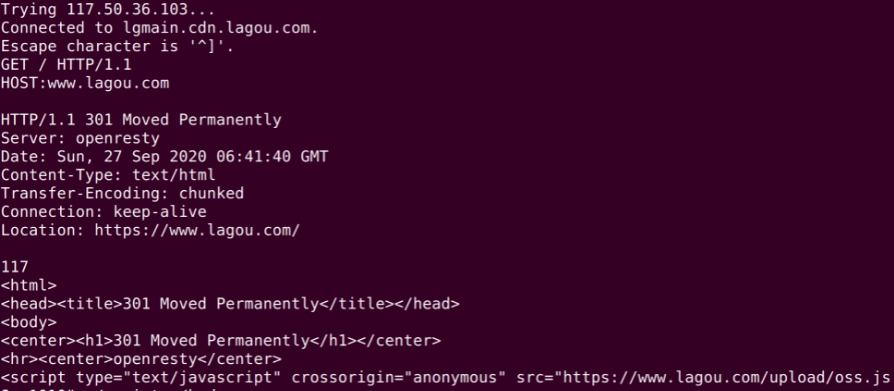 Trying 117.50.36.103...
Connected to lgmain.cdn.lagou.com.
Escape character is '^]'.
GET / HTTP/1.1
HOST:www.lagou.com
HTTP/1.1 301 Moved Permanently
Server: openresty
Date: Sun, 27 Sep 2020 06:41:40 GMT
Content-Type: text/html
Transfer-Encoding: chunked
Connection: keep-alive
Location: https://www.lagou.com/
117
<html>
<head><title>301 Moved Permanently</title></head>
<body>
<center><h1>301 Moved Permanently</h1></center>
<hr><center>openresty</center>
<script type="text/javascript" crossorigin="anonymous" src="https://www.lagou.com/upload/oss.js